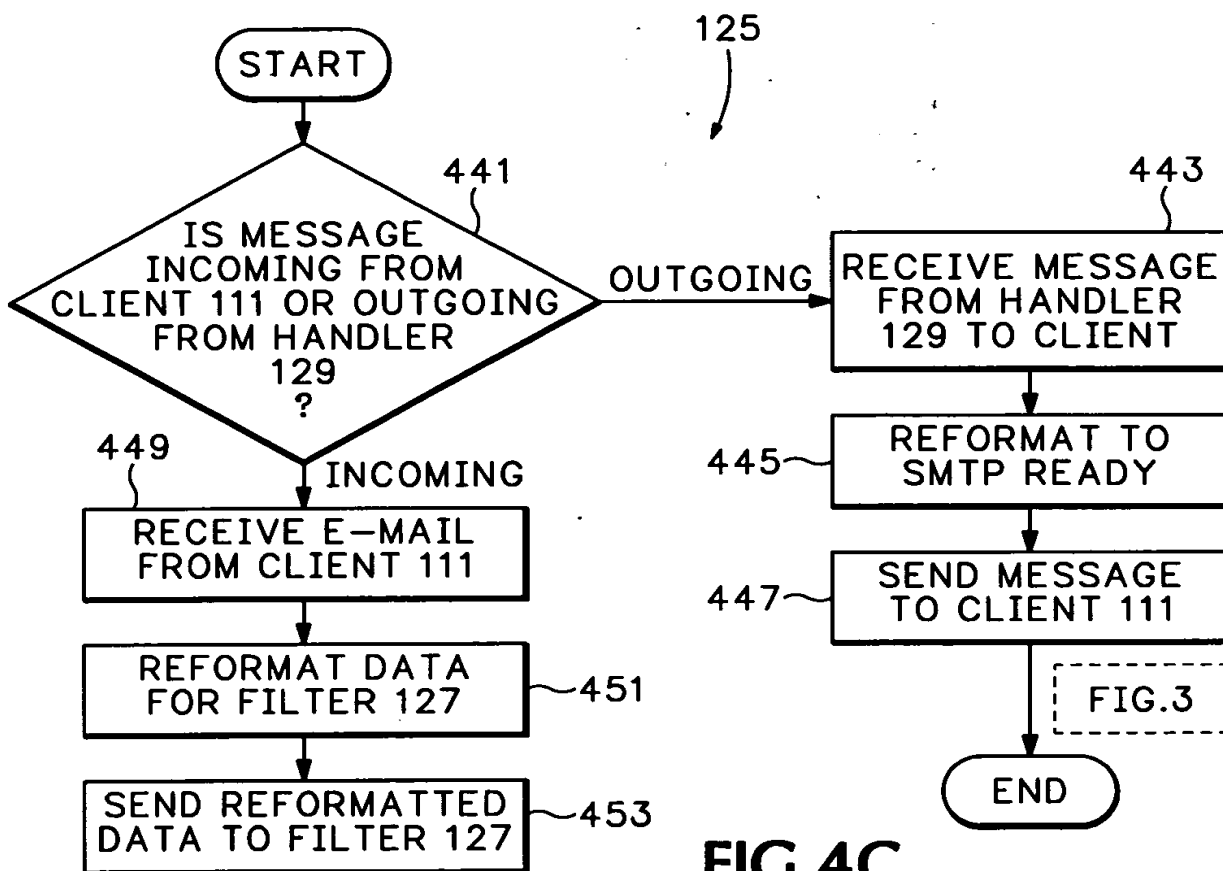 START
125
441
IS MESSAGE
INCOMING FROM
CLIENT 111 OR OUTGOING
FROM HANDLER
129
?
OUTGOING
443
RECEIVE MESSAGE
FROM HANDLER
129 TO CLIENT
INCOMING
449
RECEIVE E-MAIL
FROM CLIENT 111
445
REFORMAT TO
SMTP READY
REFORMAT DATA
FOR FILTER 127
451
447
SEND MESSAGE
TO CLIENT 111
FIG.3
SEND REFORMATTED
DATA TO FILTER 127
453
END
FIG.4C